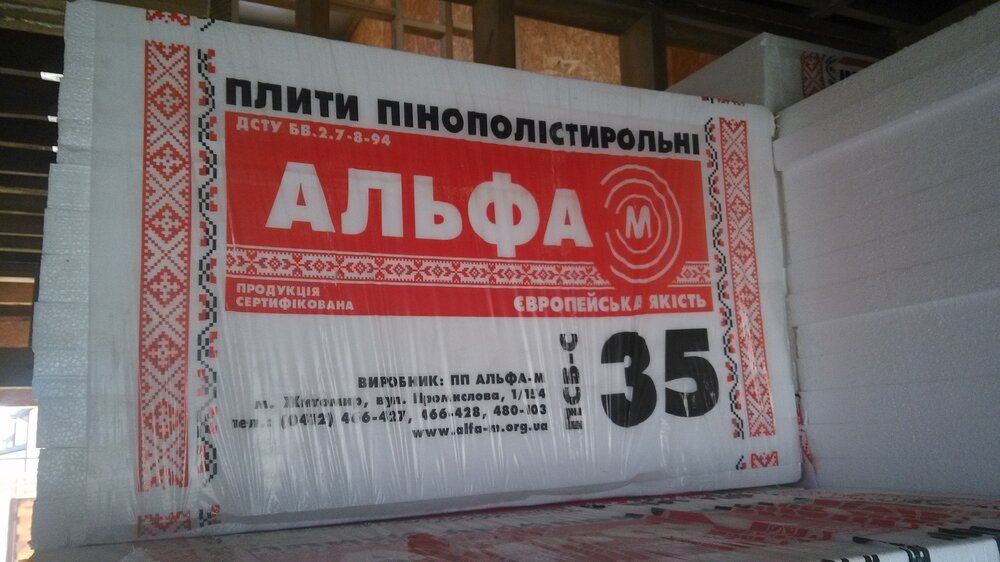 ПЛИТИ ПІНОПОЛІСТИРОЛЬНІ
ДСТУ БВ.2.7-8-94
АЛЬФА М
ПРОДУКЦІЯ
СЕРТИФІКОВАНА
ЄВРОПЕЙСЬКА ЯКІСТЬ
ПСБ-С 35
ВИРОБНИК: ПП АЛЬФА-М
м. Житомир, вул. Промислова, 1/154
тел.: (0412) 466-427, 466-428, 480-103
www.alfa-m.org.ua